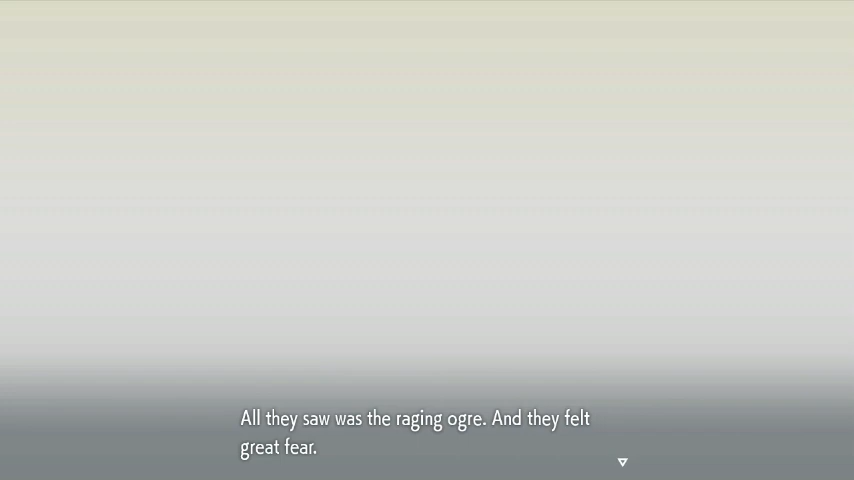 All they saw was the raging ogre. And they felt
great fear.